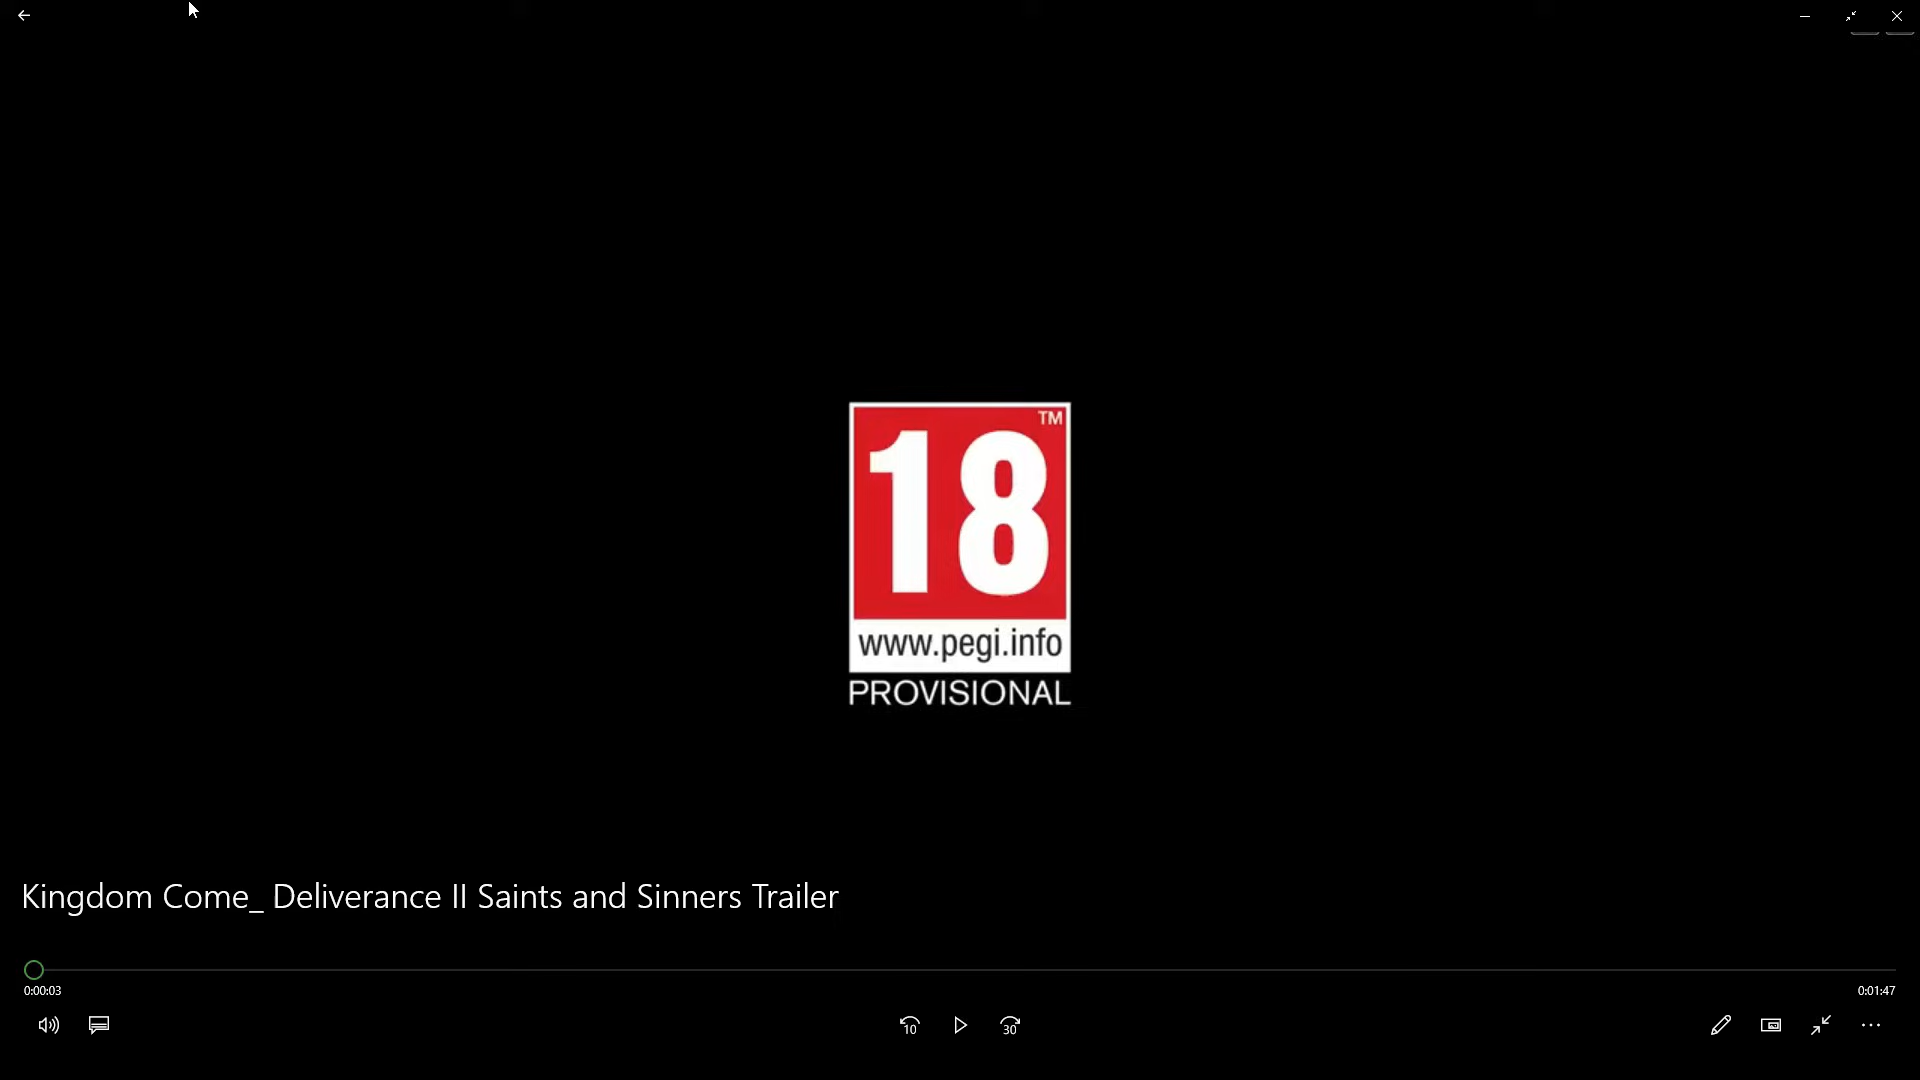 18 TM
www.pegi.info
PROVISIONAL
Kingdom Come_ Deliverance II Saints and Sinners Trailer
0:00:03
0:01:47
10
30